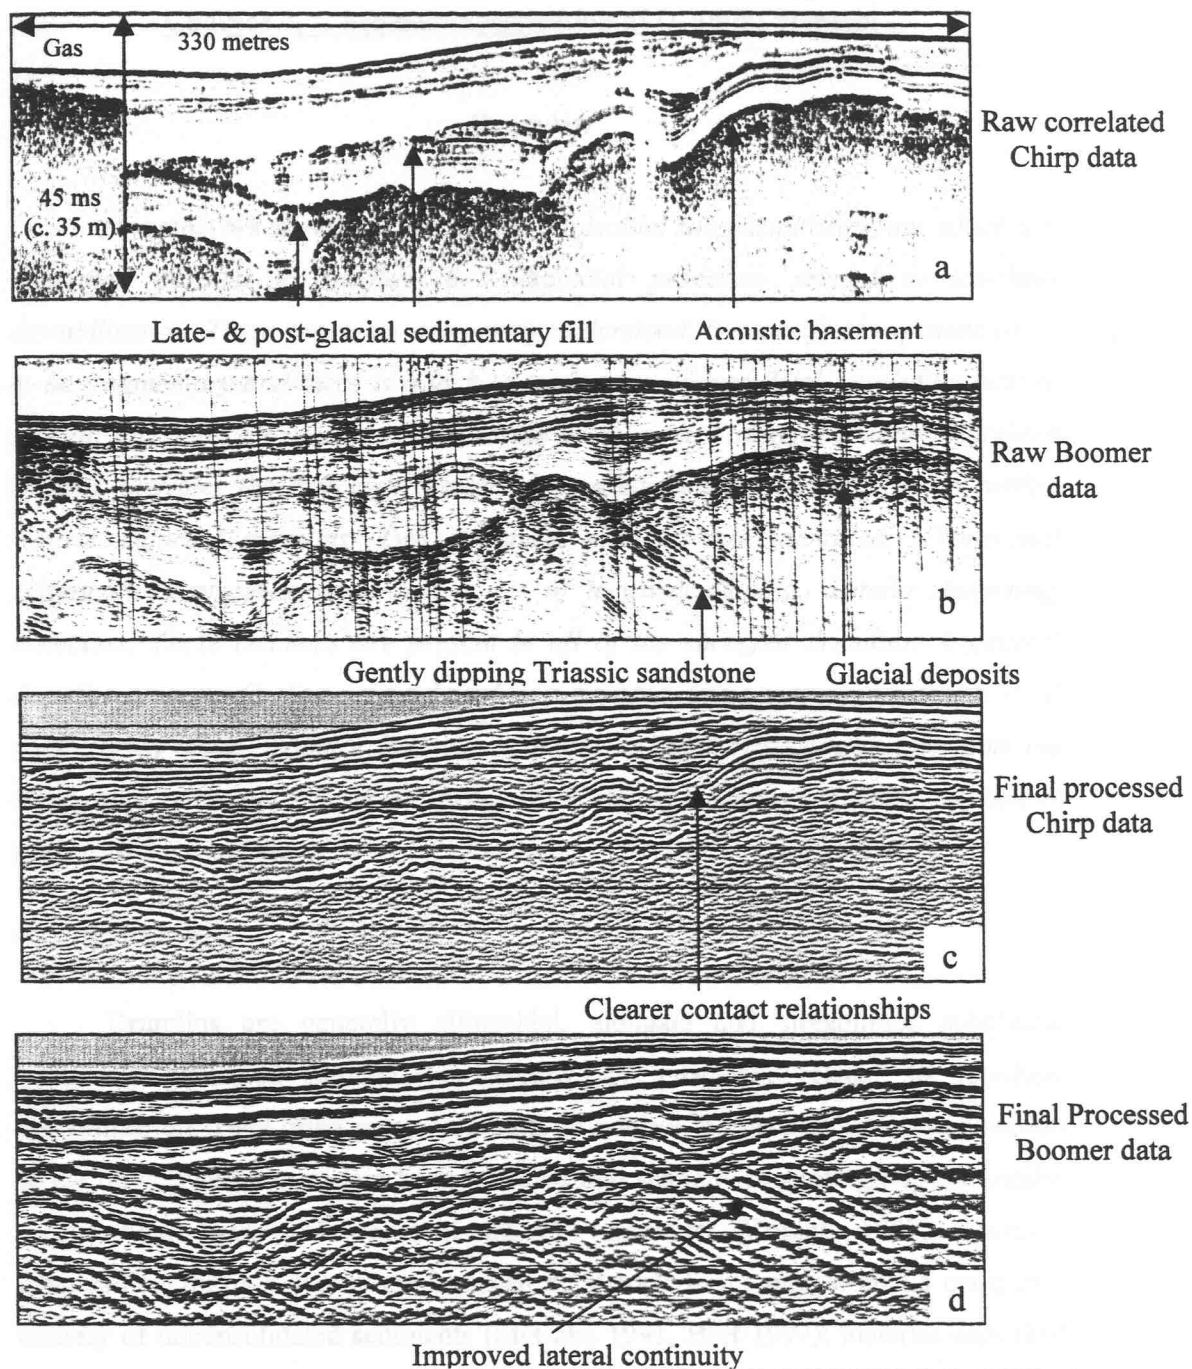 Gas
330 metres
45 ms
(c. 35 m)
a
Raw correlated
Chirp data
Late- & post-glacial sedimentary fill
Acoustic basement
Raw Boomer
data
b
Gently dipping Triassic sandstone
Glacial deposits
Final processed
Chirp data
c
Clearer contact relationships
Final Processed
Boomer data
d
Improved lateral continuity